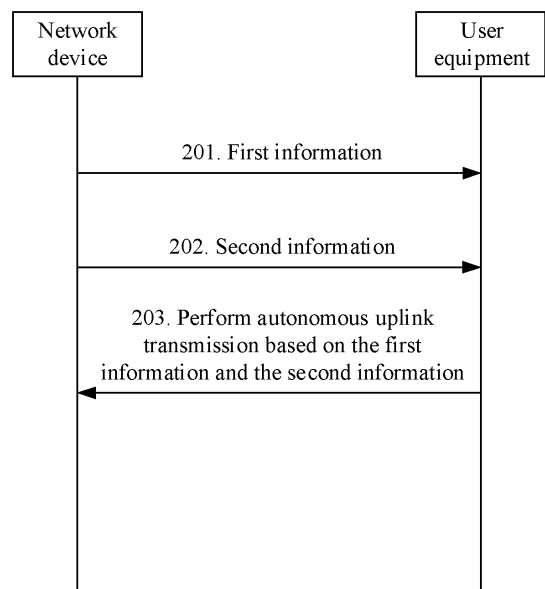 Network
device
User
equipment
201. First information
202. Second information
203. Perform autonomous uplink
transmission based on the first
information and the second information